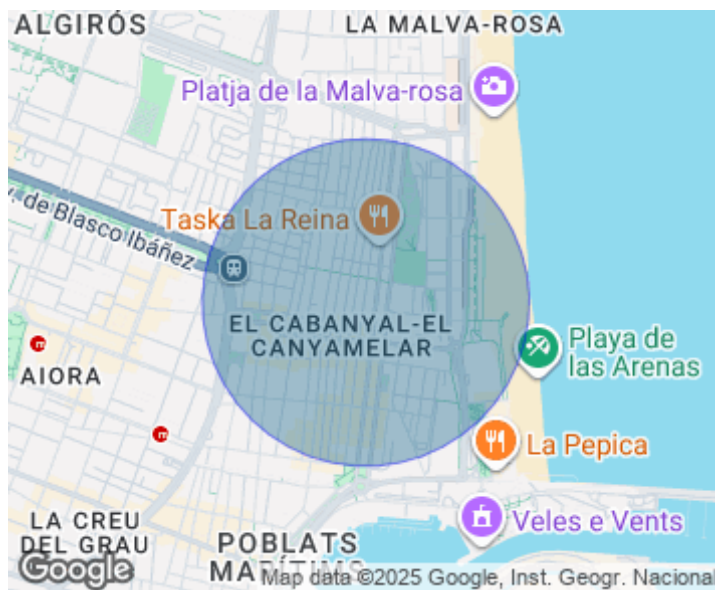 ALGIRÓS
LA MALVA-ROSA
Platja de la Malva-rosa
Taska La Reina
v. de Blasco Ibáñez
EL CABANYAL-EL
CANYAMELAR
Playa de
las Arenas
AIORA
La Pepica
LA CREU
DEL GRAU
POBLATS
MARÍTIMS
Veles e Vents
Google
Map data ©2025 Google, Inst. Geogr. Nacional